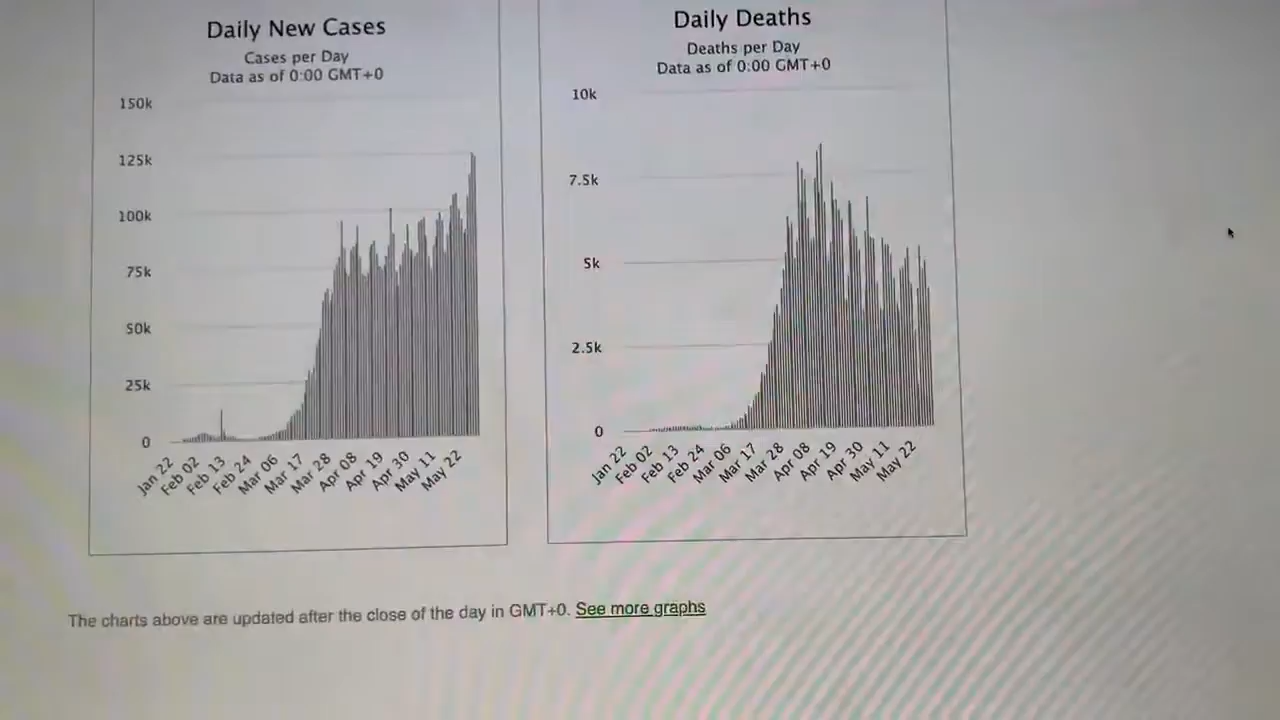 Daily New Cases
Cases per Day
Data as of 0:00 GMT+0
150k
125k
100k
75k
50k
25k
0
Jan 22
Feb 02
Feb 13
Feb 24
Mar 06
Mar 17
Mar 28
Apr 08
Apr 19
Apr 30
May 11
May 22
Daily Deaths
Deaths per Day
Data as of 0:00 GMT+0
10k
7.5k
5k
2.5k
0
Jan 22
Feb 02
Feb 13
Feb 24
Mar 06
Mar 17
Mar 28
Apr 08
Apr 19
Apr 30
May 11
May 22
The charts above are updated after the close of the day in GMT+0. See more graphs